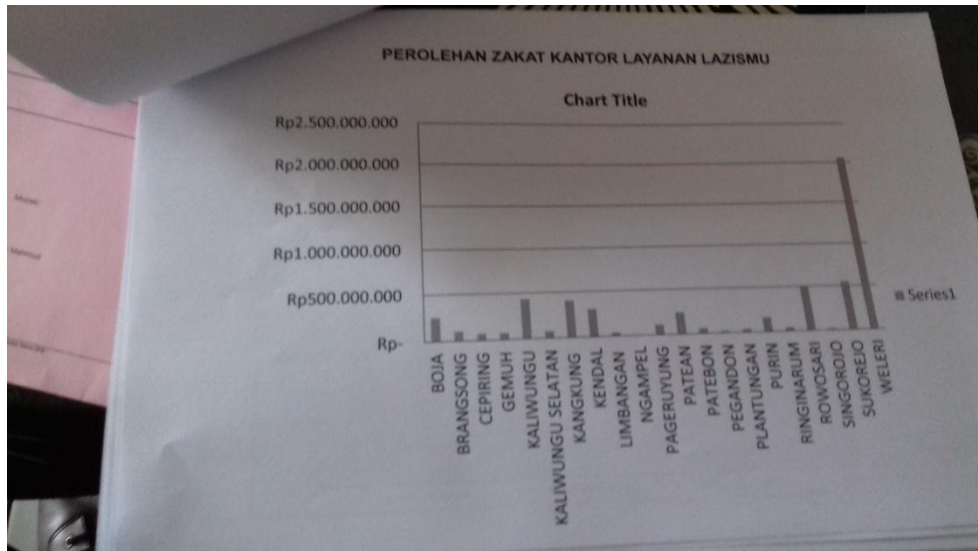 PEROLEHAN ZAKAT KANTOR LAYANAN LAZISMU
Chart Title
Rp2.500.000.000
Rp2.000.000.000
Rp1.500.000.000
Rp1.000.000.000
Rp500.000.000
Rp-
Series1
BOJA
BRANGSONG
CEPIRING
GEMUH
KALIWUNGU
KALIWUNGU SELATAN
KANGKUNG
KENDAL
LIMBANGAN
NGAMPEL
PAGERUYUNG
PATEAN
PATEBON
PEGANDON
PLANTUNGAN
PURIN
RINGINARUM
ROWOSARI
SINGOROJO
SUKOREJO
WELERI